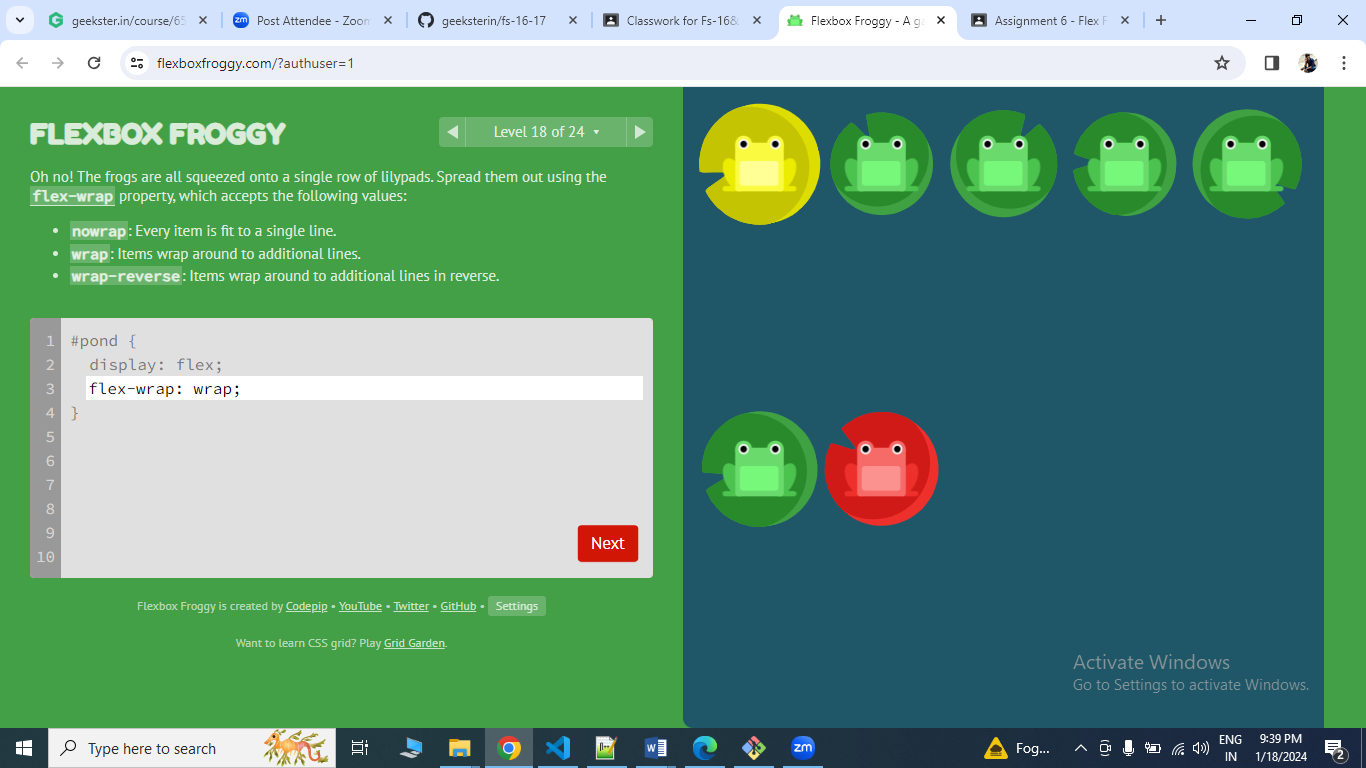 geekster.in/course/65
Post Attendee - Zoom
geeksterin/fs-16-17
Classwork for Fs-16&
Flexbox Froggy - A ga
Assignment 6 - Flex F
flexboxfroggy.com/?authuser=1
FLEXBOX FROGGY
Level 18 of 24
Oh no! The frogs are all squeezed onto a single row of lilypads. Spread them out using the
flex-wrap property, which accepts the following values:
• nowrap: Every item is fit to a single line.
• wrap: Items wrap around to additional lines.
• wrap-reverse: Items wrap around to additional lines in reverse.
1 #pond {
2 display: flex;
3 flex-wrap: wrap;
4 }
5
6
7
8
9
10
Next
Flexbox Froggy is created by Codepip • YouTube • Twitter • GitHub • Settings
Want to learn CSS grid? Play Grid Garden.
Activate Windows
Go to Settings to activate Windows.
Type here to search
zm
Fog...
ENG
IN
9:39 PM
1/18/2024
2